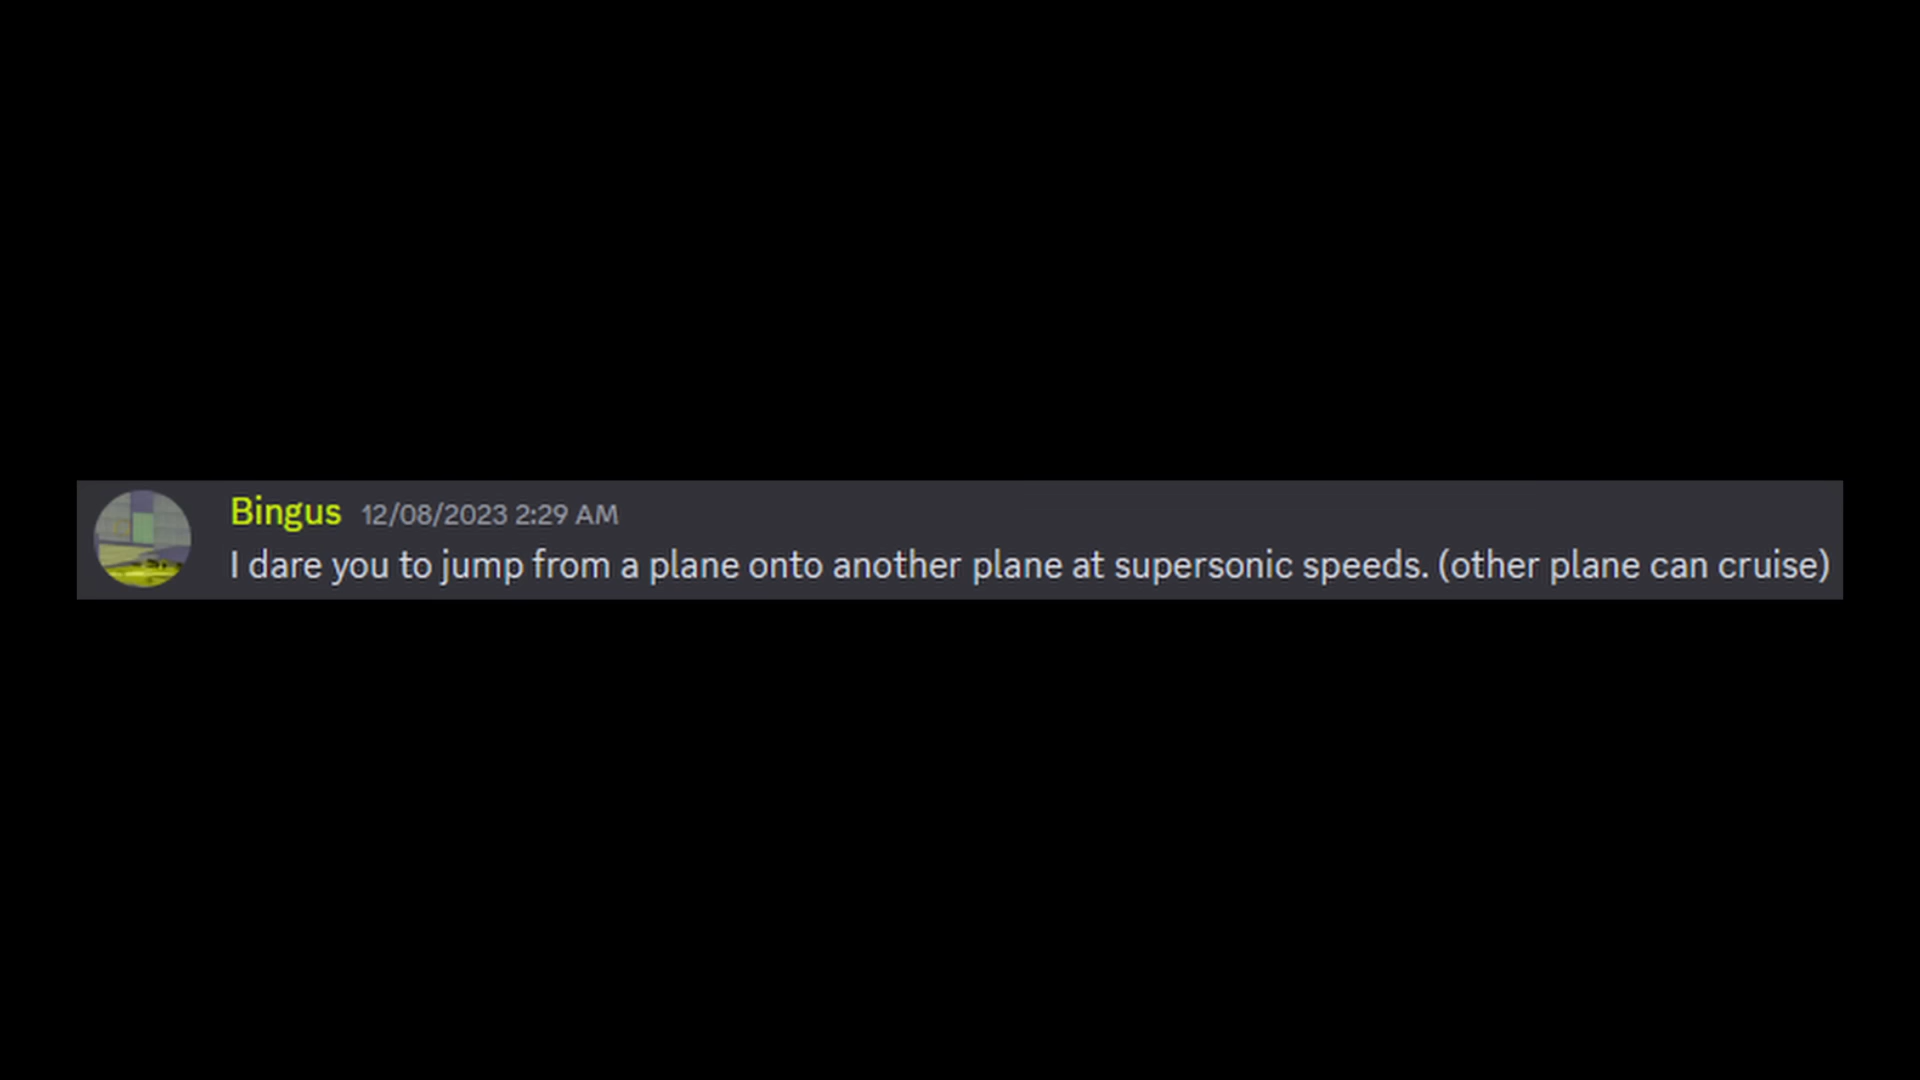 Bingus 12/08/2023 2:29 AM
I dare you to jump from a plane onto another plane at supersonic speeds. (other plane can cruise)